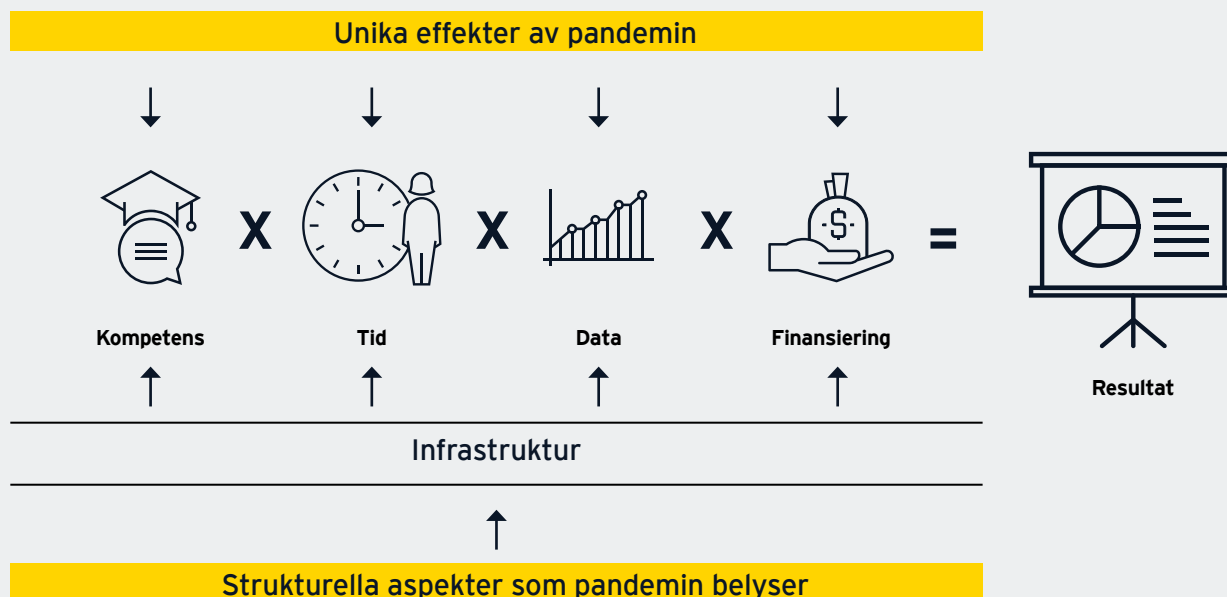 Unika effekter av pandemin
X X X =
$
Kompetens Tid Data Finansiering
Resultat
Infrastruktur
Strukturella aspekter som pandemin belyser